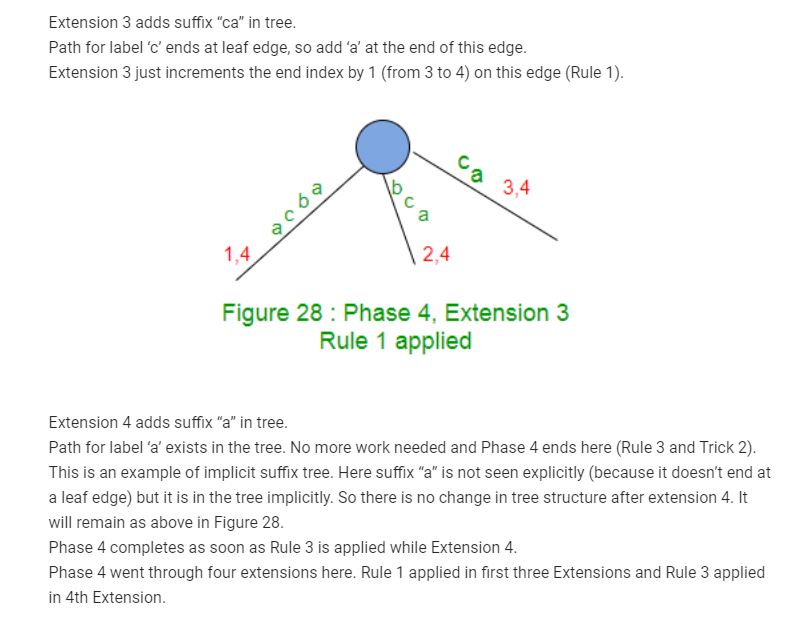 Extension 3 adds suffix “ca” in tree.
Path for label ‘c’ ends at leaf edge, so add ‘a’ at the end of this edge.
Extension 3 just increments the end index by 1 (from 3 to 4) on this edge (Rule 1).
a b c a
1,4
b c a
2,4
c a
3,4
Figure 28 : Phase 4, Extension 3
Rule 1 applied
Extension 4 adds suffix “a” in tree.
Path for label ‘a’ exists in the tree. No more work needed and Phase 4 ends here (Rule 3 and Trick 2).
This is an example of implicit suffix tree. Here suffix “a” is not seen explicitly (because it doesn’t end at
a leaf edge) but it is in the tree implicitly. So there is no change in tree structure after extension 4. It
will remain as above in Figure 28.
Phase 4 completes as soon as Rule 3 is applied while Extension 4.
Phase 4 went through four extensions here. Rule 1 applied in first three Extensions and Rule 3 applied
in 4th Extension.